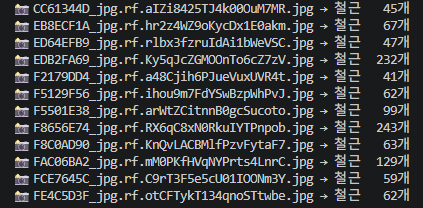 📸 CC61344D_jpg.rf.aIZi8425TJ4k00OuM7MR.jpg → 철근    45개
📸 EB8ECF1A_jpg.rf.hr2z4WZ9oKycDx1E0akm.jpg → 철근    67개
📸 ED64EFB9_jpg.rf.rlbx3fzruIdAi1bWeVSC.jpg → 철근    47개
📸 EDB2FA69_jpg.rf.Ky5qJcZGMOOnTo6cZ7zV.jpg → 철근   232개
📸 F2179DD4_jpg.rf.a48Cjih6PJueVuxUVR4t.jpg → 철근    41개
📸 F5129F56_jpg.rf.ihou9m7FdYSwBzpWhPvJ.jpg → 철근    62개
📸 F5501E38_jpg.rf.arWtZCitnnB0gcSucoto.jpg → 철근    99개
📸 F8656E74_jpg.rf.RX6qC8xN0RkuIYTPnpob.jpg → 철근   243개
📸 F8C0AD90_jpg.rf.KnQvLACBMlfPzvFytaF7.jpg → 철근    63개
📸 FAC06BA2_jpg.rf.mM0PKfHVqNYPrts4LnrC.jpg → 철근   129개
📸 FCE7645C_jpg.rf.C9rT3F5e5cU01IOONm3Y.jpg → 철근    59개
📸 FE4C5D3F_jpg.rf.otCFTykT134qnoSTtwbe.jpg → 철근    62개